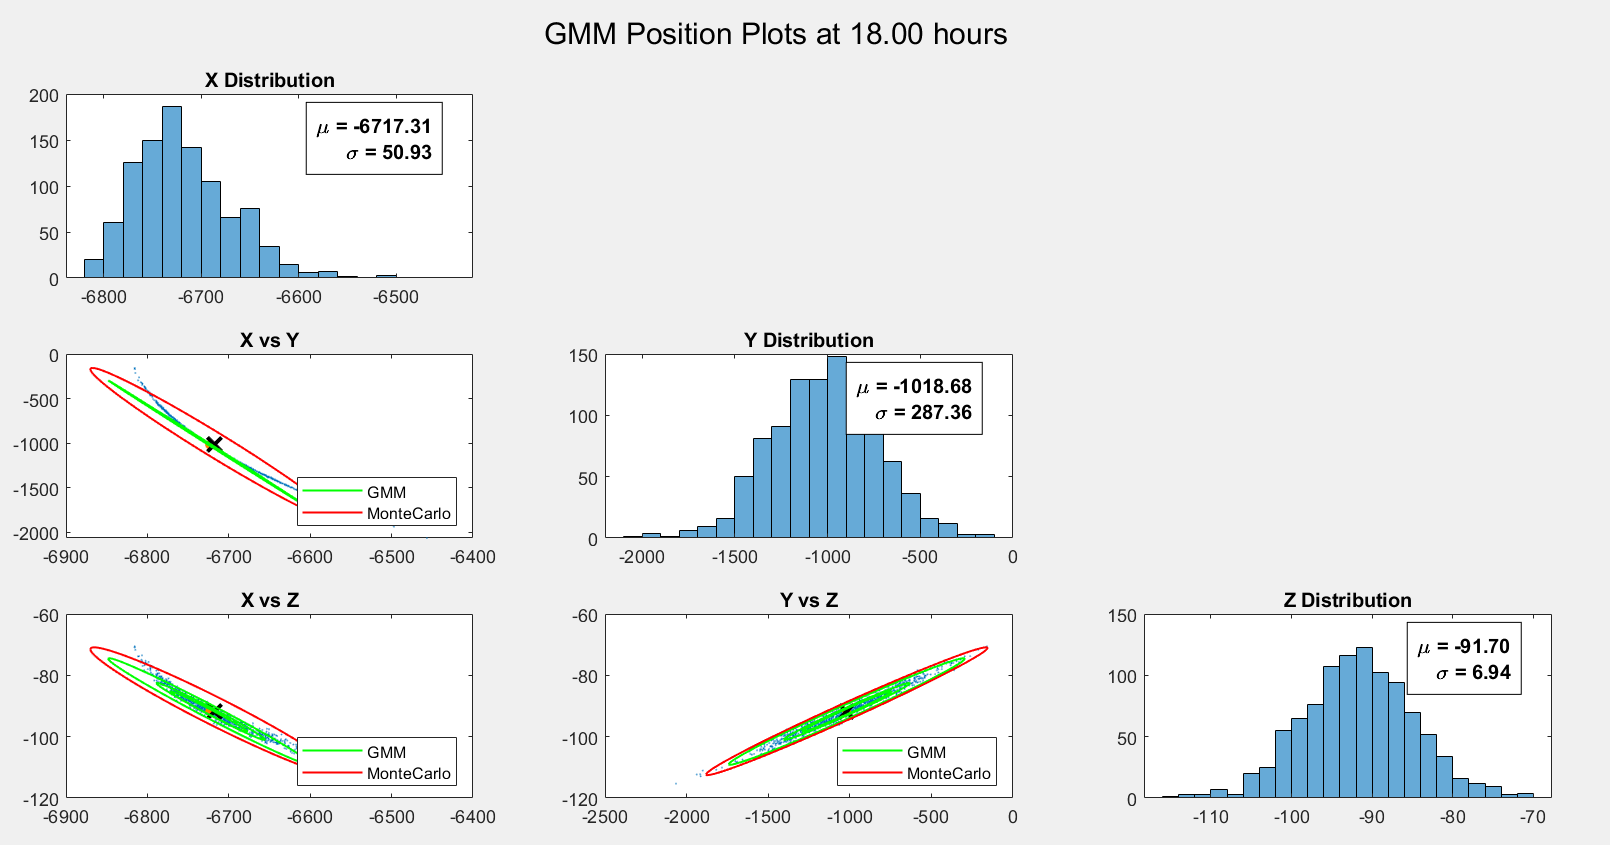 GMM Position Plots at 18.00 hours
X Distribution
200
150
100
50
0
μ = -6717.31
σ = 50.93
-6800 -6700 -6600 -6500
X vs Y
0
-500
-1000
-1500
-2000
GMM
MonteCarlo
-6900 -6800 -6700 -6600 -6500 -6400
Y Distribution
150
100
50
0
μ = -1018.68
σ = 287.36
-2000 -1500 -1000 -500 0
X vs Z
-60
-80
-100
-120
GMM
MonteCarlo
-6900 -6800 -6700 -6600 -6500 -6400
Y vs Z
-60
-80
-100
-120
GMM
MonteCarlo
-2500 -2000 -1500 -1000 -500 0
Z Distribution
150
100
50
0
μ = -91.70
σ = 6.94
-110 -100 -90 -80 -70